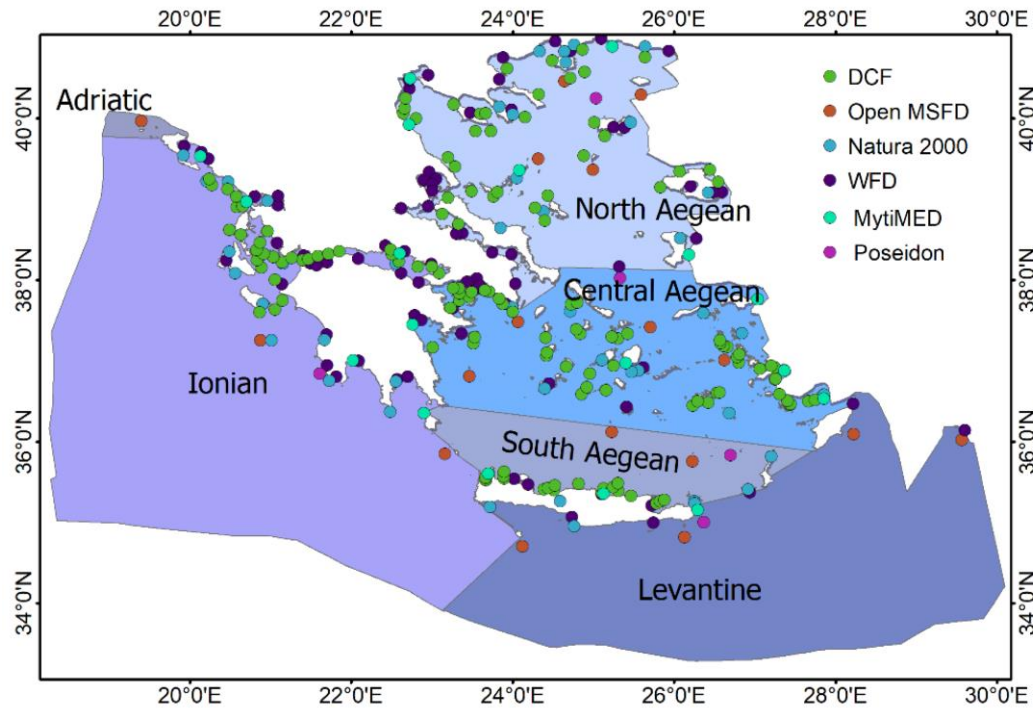 20°0'E 22°0'E 24°0'E 26°0'E 28°0'E 30°0'E
40°0'N
38°0'N
36°0'N
34°0'N
Adriatic
North Aegean
Central Aegean
Ionian
South Aegean
Levantine
DCF
Open MSFD
Natura 2000
WFD
MytiMED
Poseidon
40°0'N
38°0'N
36°0'N
34°0'N
20°0'E 22°0'E 24°0'E 26°0'E 28°0'E 30°0'E